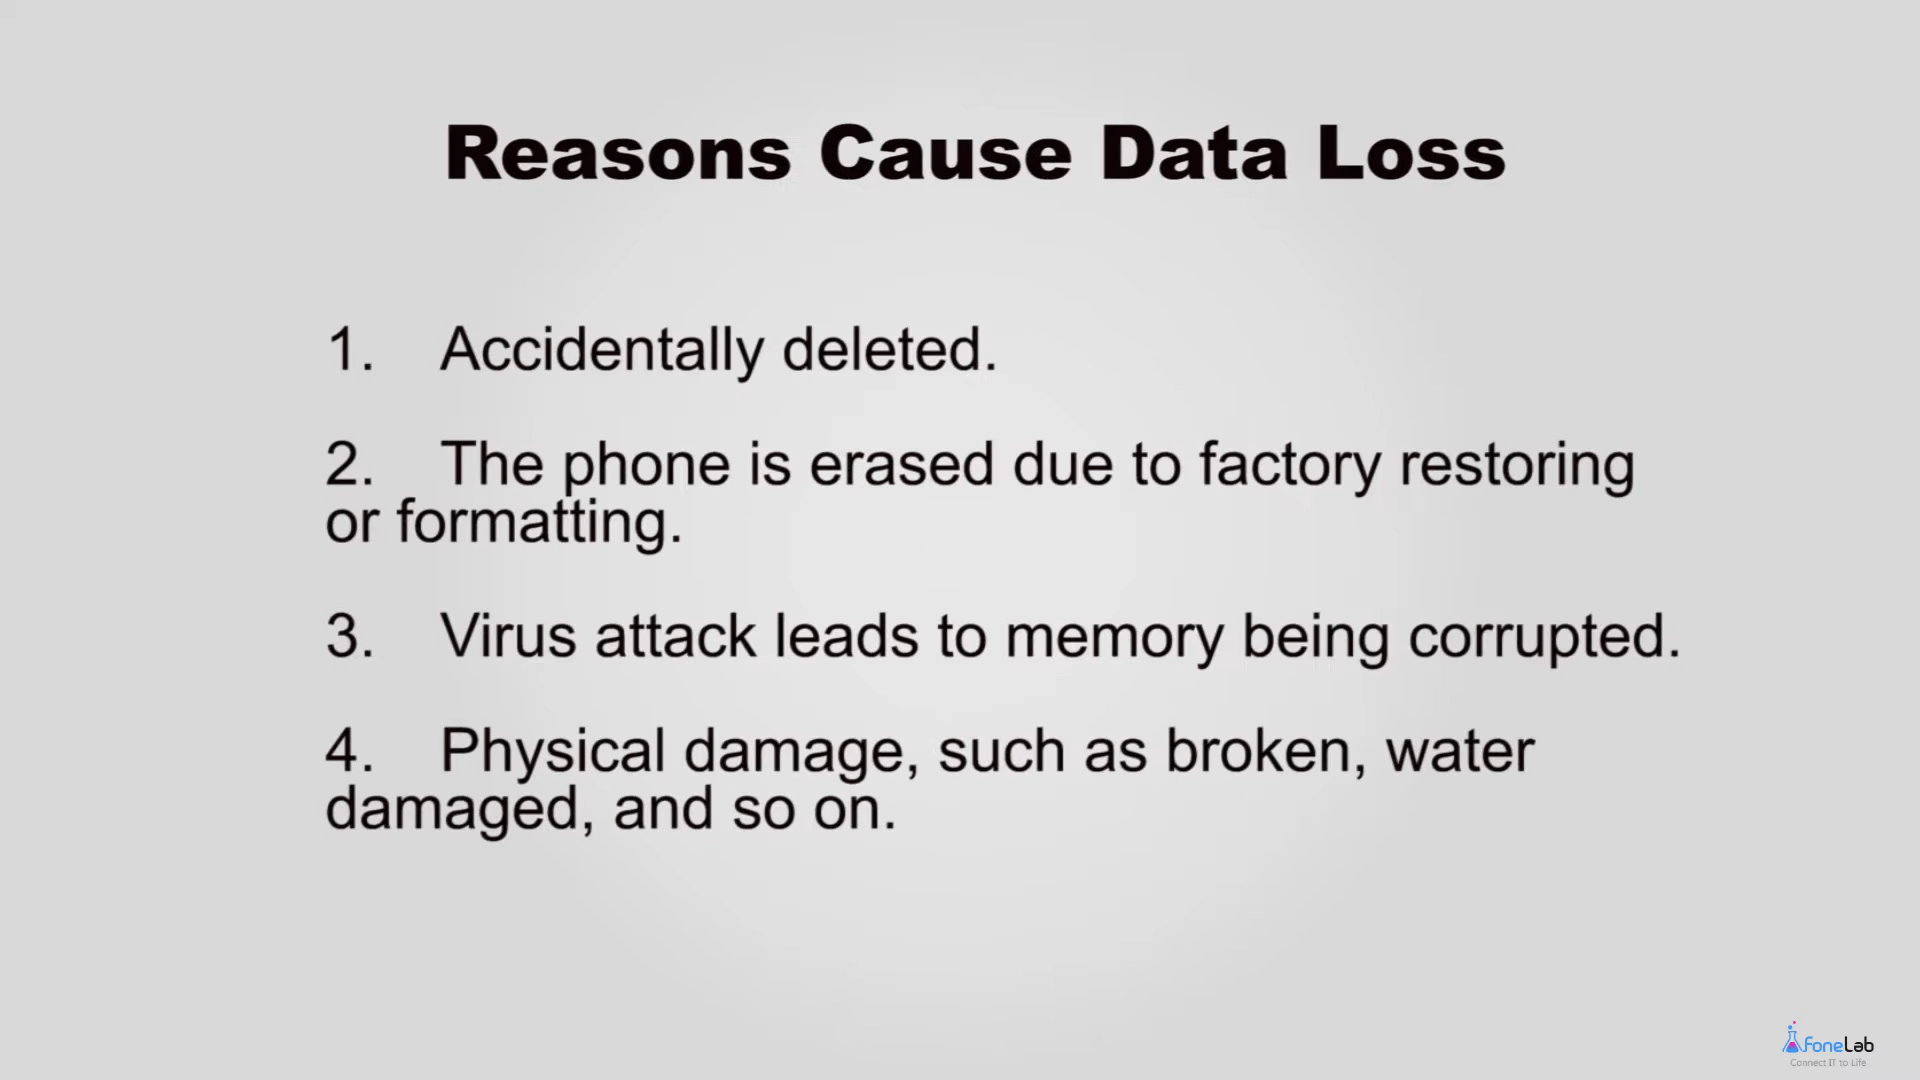 Reasons Cause Data Loss
1. Accidentally deleted.
2. The phone is erased due to factory restoring
or formatting.
3. Virus attack leads to memory being corrupted.
4. Physical damage, such as broken, water
damaged, and so on.
FoneLab
Connect IT to Life